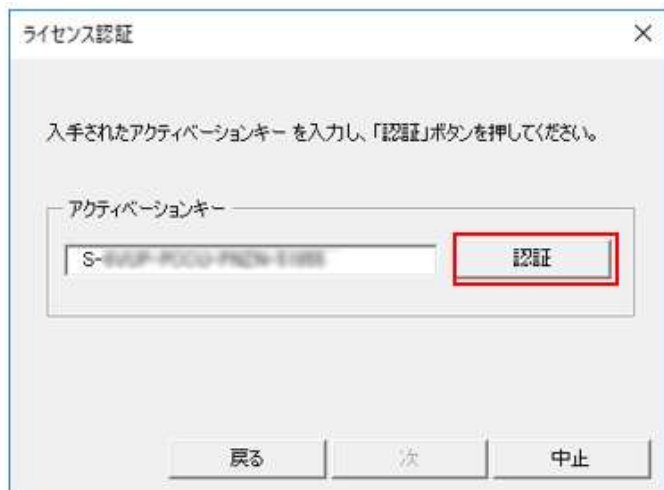 ライセンス認証
入手されたアクティベーションキー を入力し、「認証」ボタンを押してください。
アクティベーションキー
S-
認証
戻る
次
中止